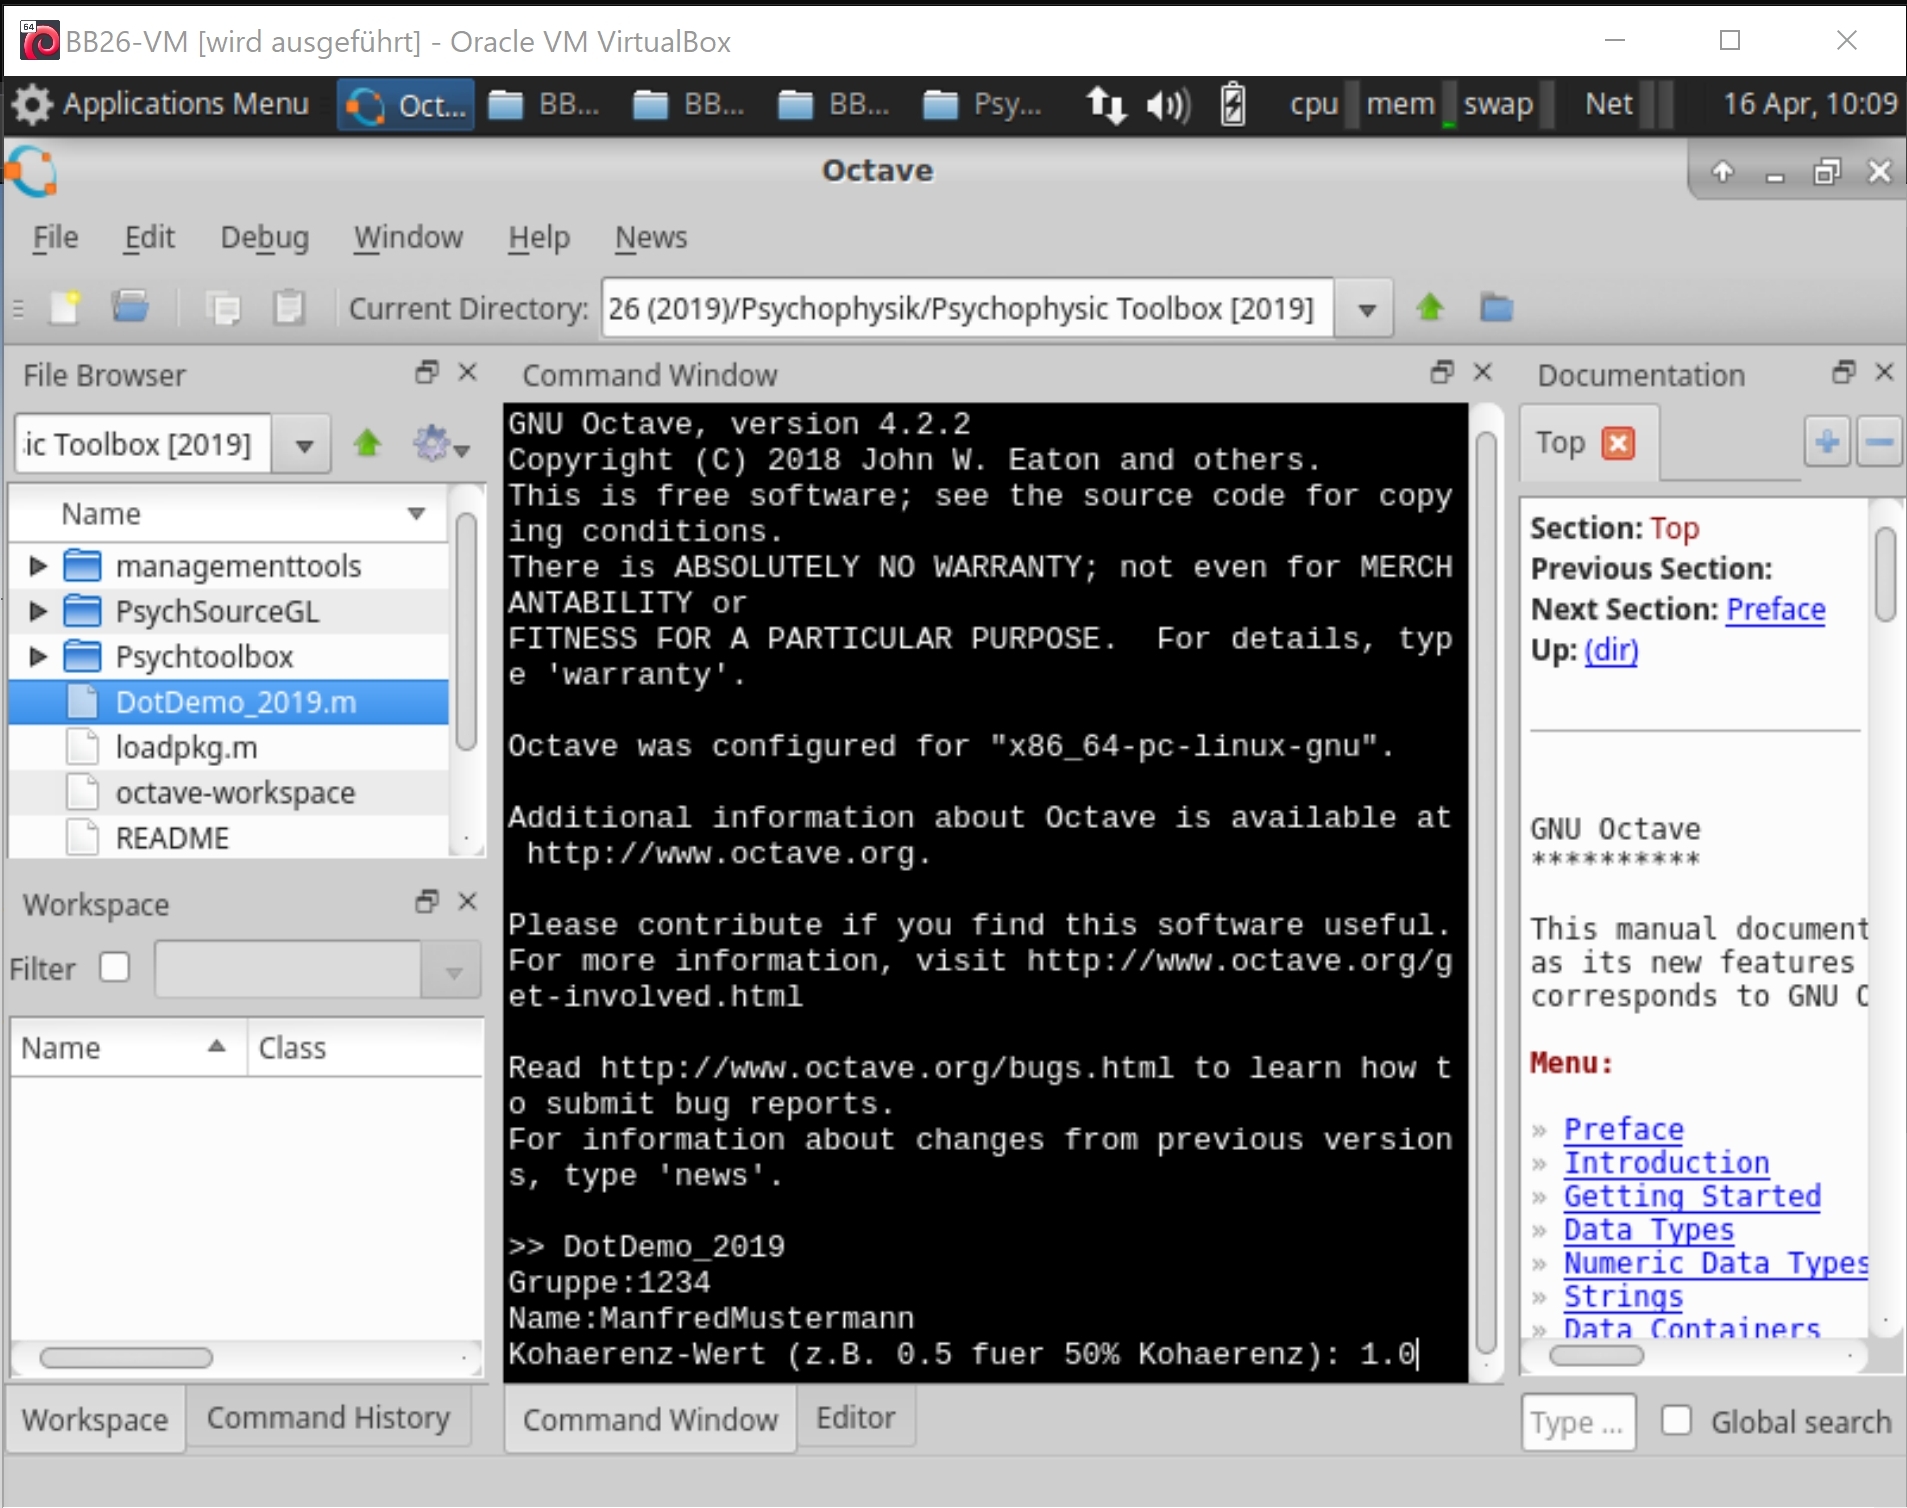 64
BB26-VM [wird ausgeführt] - Oracle VM VirtualBox
Applications Menu Oct... BB... BB... BB... Psy... cpu mem swap Net 16 Apr, 10:09
Octave
File Edit Debug Window Help News
Current Directory: 26 (2019)/Psychophysik/Psychophysic Toolbox [2019]
File Browser
ic Toolbox [2019]
Name
managementtools
PsychSourceGL
Psychtoolbox
DotDemo_2019.m
loadpkg.m
octave-workspace
README
Workspace
Filter
Name Class
Workspace Command History
Command Window
GNU Octave, version 4.2.2
Copyright (C) 2018 John W. Eaton and others.
This is free software; see the source code for copy
ing conditions.
There is ABSOLUTELY NO WARRANTY; not even for MERCH
ANTABILITY or
FITNESS FOR A PARTICULAR PURPOSE.  For details, typ
e 'warranty'.
Octave was configured for "x86_64-pc-linux-gnu".
Additional information about Octave is available at
http://www.octave.org.
Please contribute if you find this software useful.
For more information, visit http://www.octave.org/g
et-involved.html
Read http://www.octave.org/bugs.html to learn how t
o submit bug reports.
For information about changes from previous version
s, type 'news'.
>> DotDemo_2019
Gruppe:1234
Name:ManfredMustermann
Kohaerenz-Wert (z.B. 0.5 fuer 50% Kohaerenz): 1.0
Command Window Editor
Documentation
Top
Section: Top
Previous Section:
Next Section: Preface
Up: (dir)
GNU Octave
**********
This manual document
as its new features
corresponds to GNU O
Menu:
» Preface
» Introduction
» Getting Started
» Data Types
» Numeric Data Types
» Strings
» Data Containers
Type ... Global search